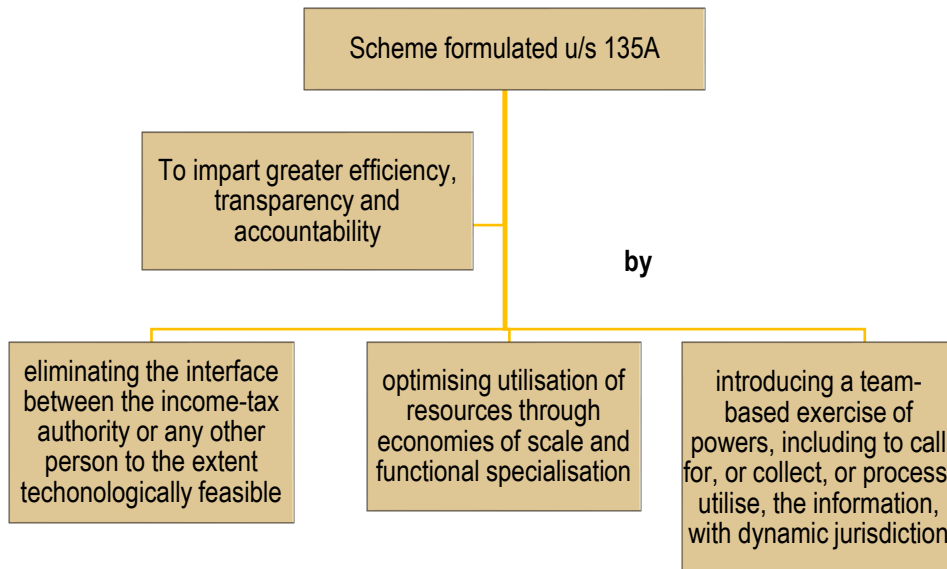 Scheme formulated u/s 135A
To impart greater efficiency,
transparency and
accountability
by
eliminating the interface
between the income-tax
authority or any other
person to the extent
techonologically feasible
optimising utilisation of
resources through
economies of scale and
functional specialisation
introducing a team-
based exercise of
powers, including to call
for, or collect, or process,
utilise, the information,
with dynamic jurisdiction